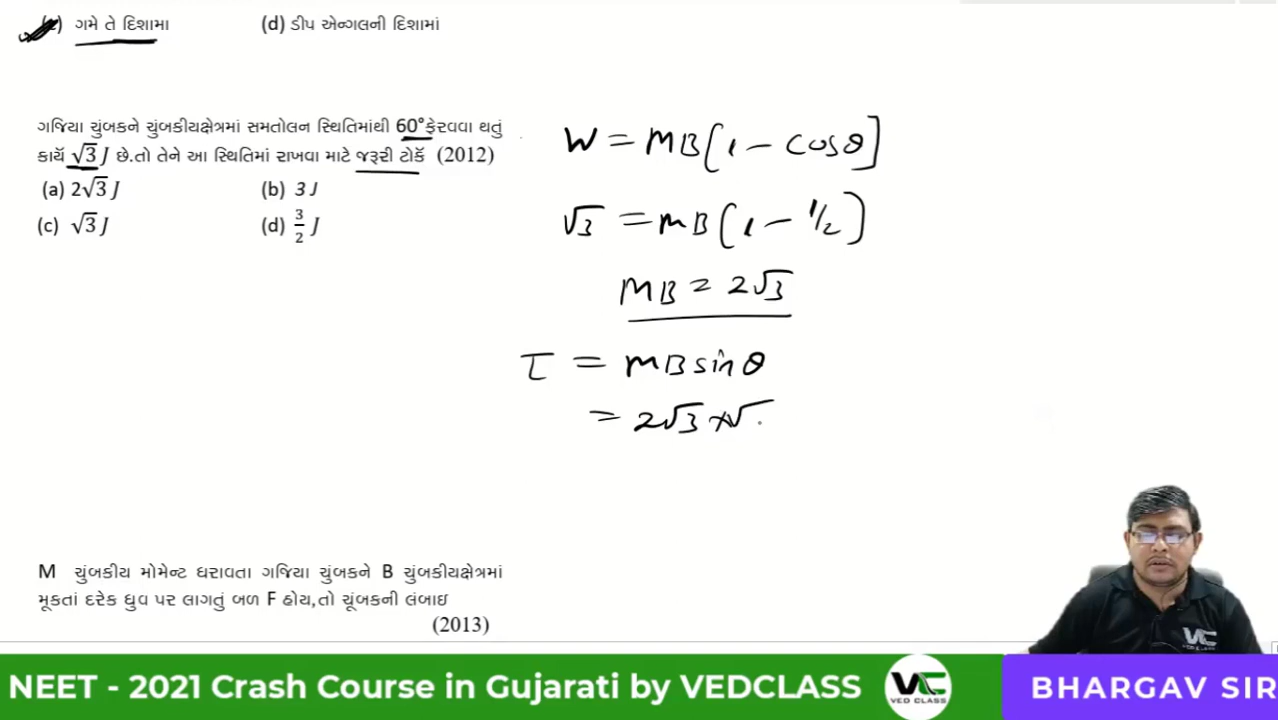 (c) ગમે તે દિશામા (d) ડીપ એન્ગલની દિશામાં
ગજિયા ચુંબકને ચુંબકીયક્ષેત્રમાં સમતોલન સ્થિતિમાંથી 60° ફેરવવા થતું
કાર્ય √3 J છે.તો તેને આ સ્થિતિમાં રાખવા માટે જરૂરી ટોર્ક (2012)
(a) 2√3 J (b) 3 J
(c) √3 J (d) 3/2 J
W = MB[1 - cosθ]
√3 = MB(1 - 1/2)
MB = 2√3
τ = MB sinθ
= 2√3 × √
M ચુંબકીય મોમેન્ટ ધરાવતા ગજિયા ચુંબકને B ચુંબકીયક્ષેત્રમાં
મૂકતાં દરેક ધ્રુવ પર લાગતું બળ F હોય,તો ચૂંબકની લંબાઇ
(2013)
VC
VED CLASS
NEET - 2021 Crash Course in Gujarati by VEDCLASS
VC
VED CLASS
BHARGAV SIR